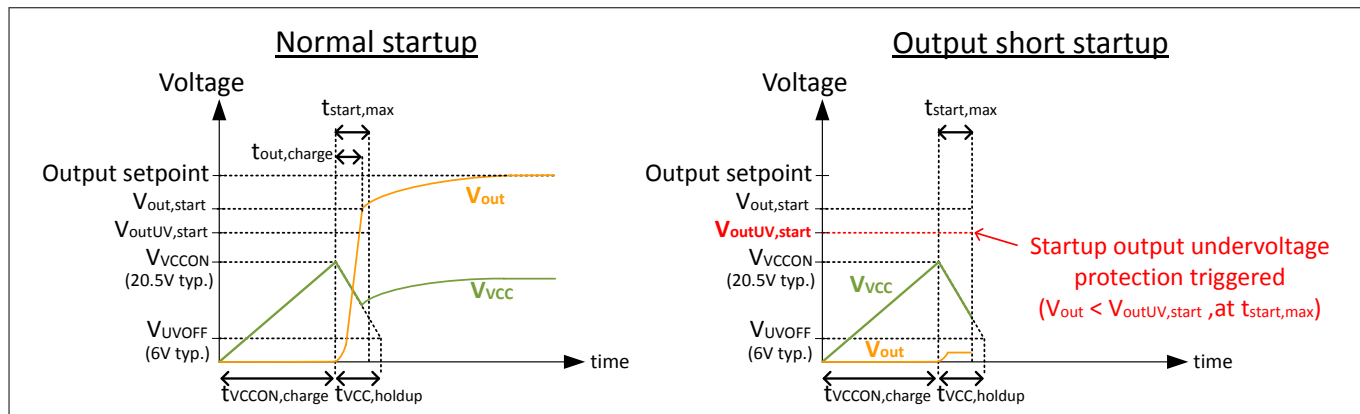 Normal startup
Voltage
tstart,max
tout,charge
Output setpoint
Vout,start
VoutUV,start
VVCCON
(20.5V typ.)
VUVOFF
(6V typ.)
Vout
VVCC
time
tVCCON,charge
tVCC,holdup
Output short startup
Voltage
tstart,max
Output setpoint
Vout,start
VoutUV,start
VVCCON
(20.5V typ.)
VVCC
VUVOFF
(6V typ.)
Vout
time
tVCCON,charge
tVCC,holdup
Startup output undervoltage
protection triggered
(Vout < VoutUV,start ,at tstart,max)